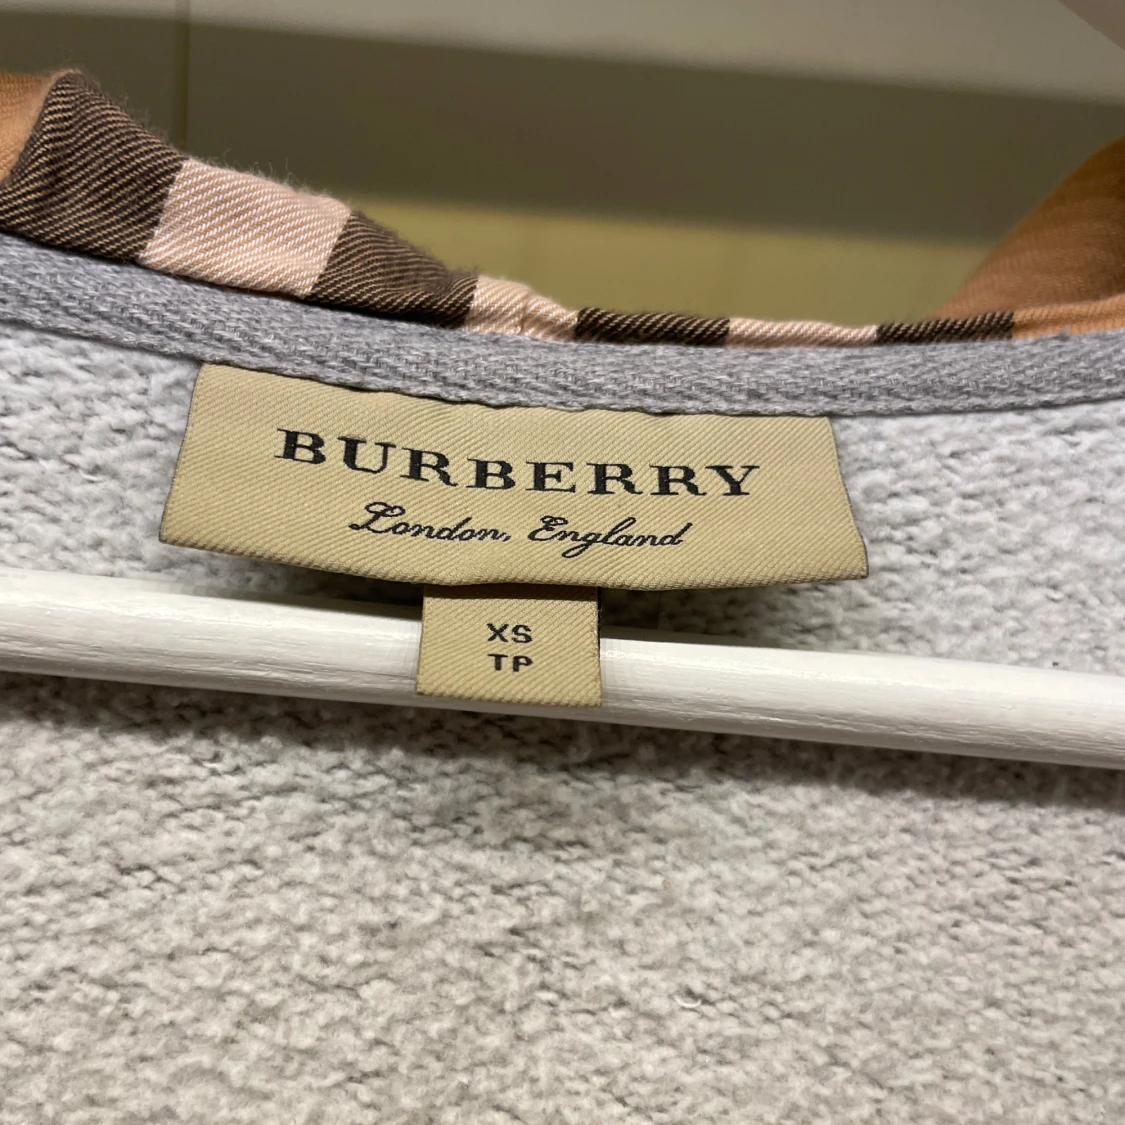 BURBERRY
London, England
XS
TP